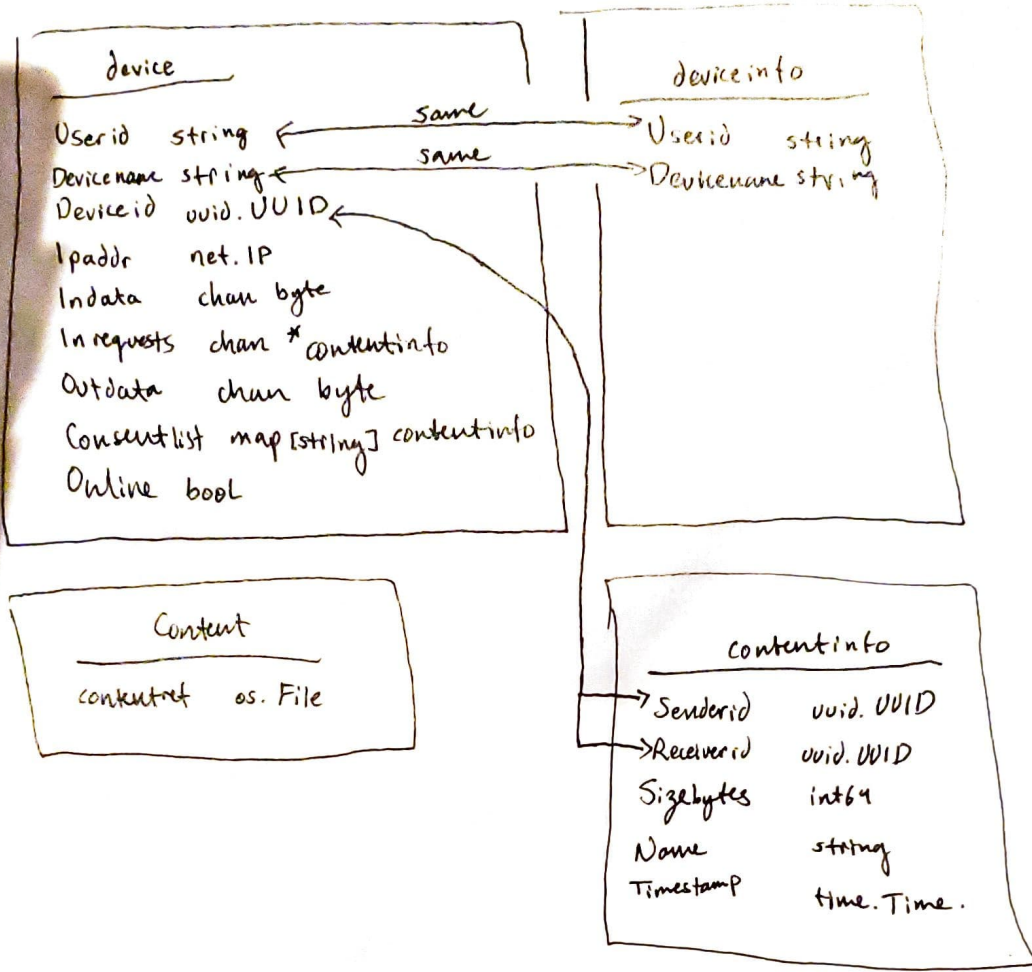 device
Userid string
Devicename string
Deviceid uuid.UUID
Ipaddr net.IP
Indata chan byte
Inrequests chan *contentinfo
Outdata chan byte
Consentlist map[string] contentinfo
Online bool
same
same
deviceinfo
Userid string
Devicename string
Content
contentref os.File
contentinfo
Senderid uuid.UUID
Receiverid uuid.UUID
Sizebytes int64
Name string
Timestamp time.Time.